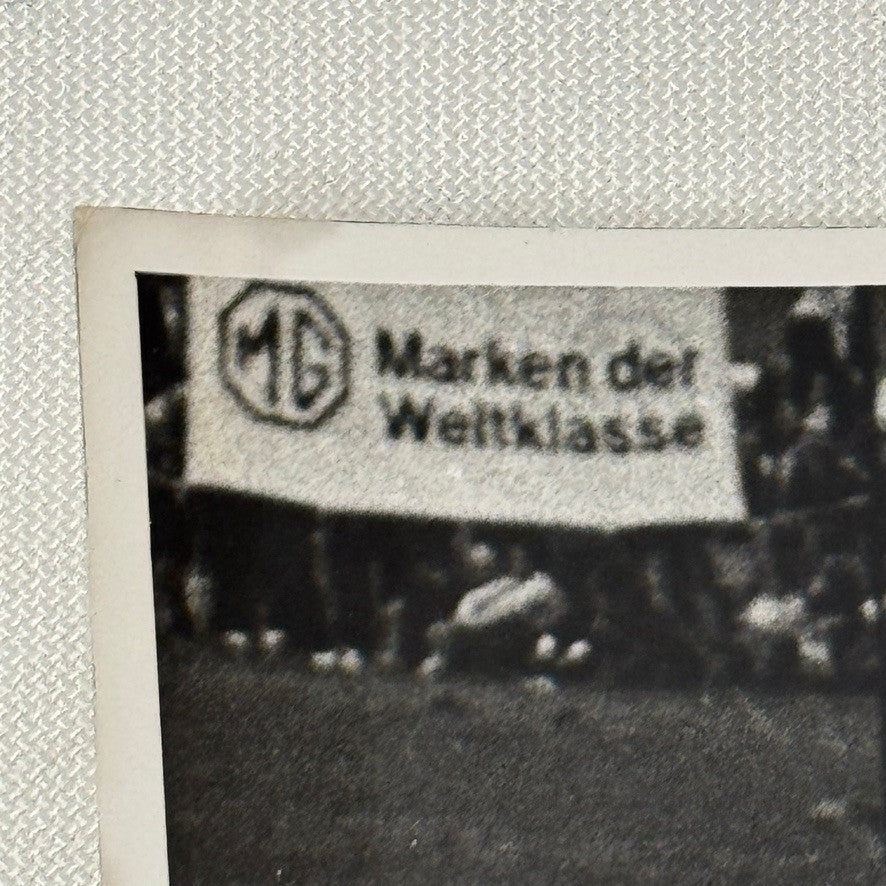 MG
Marken der
Weltklasse